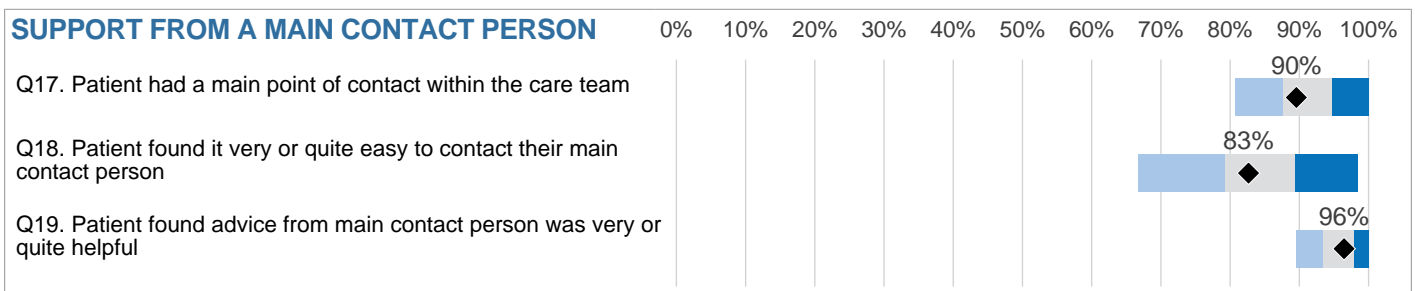 SUPPORT FROM A MAIN CONTACT PERSON 0% 10% 20% 30% 40% 50% 60% 70% 80% 90% 100%
Q17. Patient had a main point of contact within the care team
90%
Q18. Patient found it very or quite easy to contact their main
contact person
83%
Q19. Patient found advice from main contact person was very or
quite helpful
96%